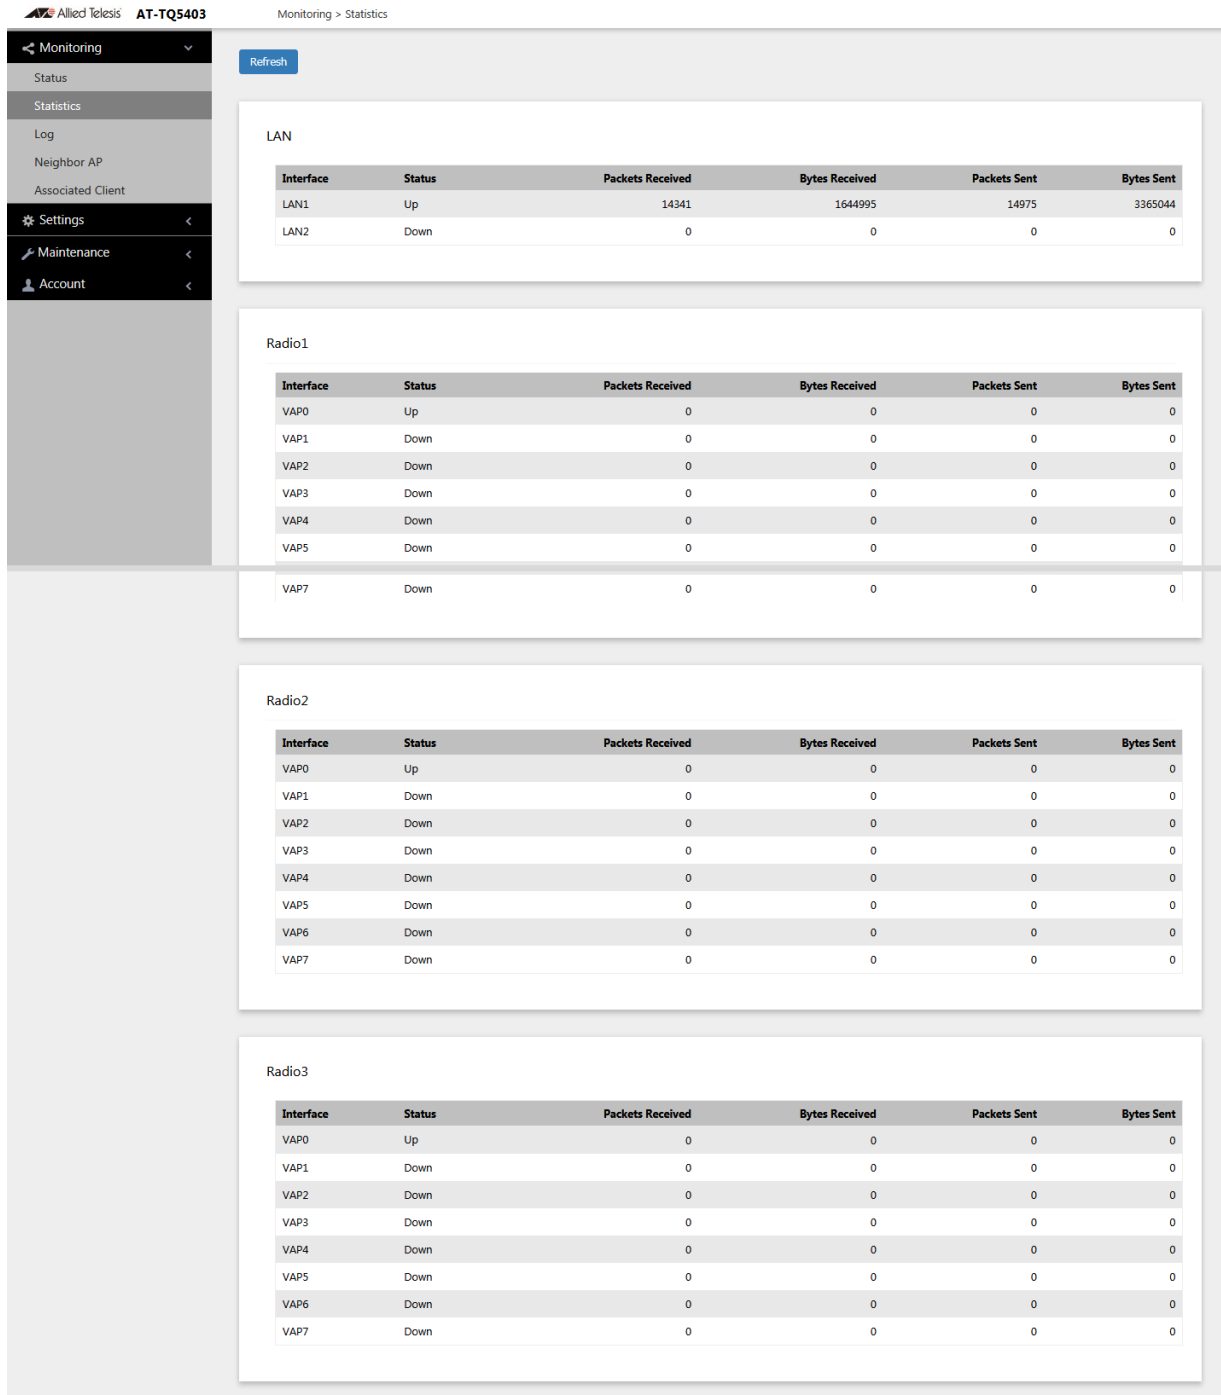 Allied Telesis AT-TQ5403 Monitoring > Statistics
Monitoring
Status
Statistics
Log
Neighbor AP
Associated Client
Settings
Maintenance
Account
Refresh
LAN
Interface Status Packets Received Bytes Received Packets Sent Bytes Sent
LAN1 Up 14341 1644995 14975 3365044
LAN2 Down 0 0 0 0
Radio1
Interface Status Packets Received Bytes Received Packets Sent Bytes Sent
VAP0 Up 0 0 0 0
VAP1 Down 0 0 0 0
VAP2 Down 0 0 0 0
VAP3 Down 0 0 0 0
VAP4 Down 0 0 0 0
VAP5 Down 0 0 0 0
VAP7 Down 0 0 0 0
Radio2
Interface Status Packets Received Bytes Received Packets Sent Bytes Sent
VAP0 Up 0 0 0 0
VAP1 Down 0 0 0 0
VAP2 Down 0 0 0 0
VAP3 Down 0 0 0 0
VAP4 Down 0 0 0 0
VAP5 Down 0 0 0 0
VAP6 Down 0 0 0 0
VAP7 Down 0 0 0 0
Radio3
Interface Status Packets Received Bytes Received Packets Sent Bytes Sent
VAP0 Up 0 0 0 0
VAP1 Down 0 0 0 0
VAP2 Down 0 0 0 0
VAP3 Down 0 0 0 0
VAP4 Down 0 0 0 0
VAP5 Down 0 0 0 0
VAP6 Down 0 0 0 0
VAP7 Down 0 0 0 0